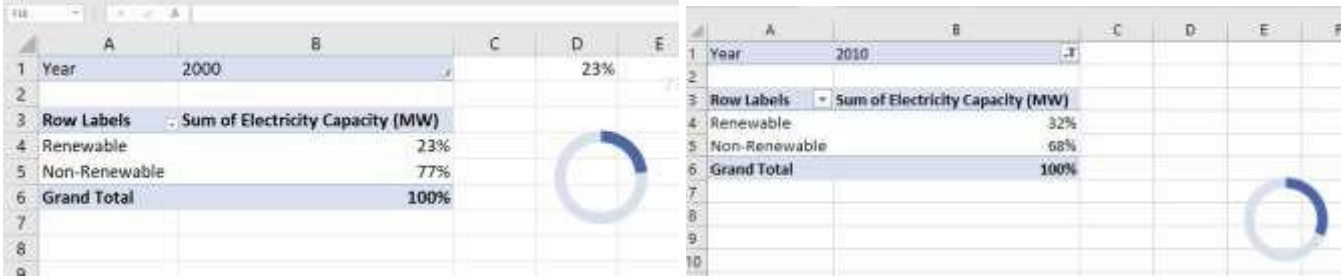 F16
A B C D E
1 Year 2000 23%
2
3 Row Labels Sum of Electricity Capacity (MW)
4 Renewable 23%
5 Non-Renewable 77%
6 Grand Total 100%
7
8
9
A B C D E F
1 Year 2010
2
3 Row Labels Sum of Electricity Capacity (MW)
4 Renewable 32%
5 Non-Renewable 68%
6 Grand Total 100%
7
8
9
10